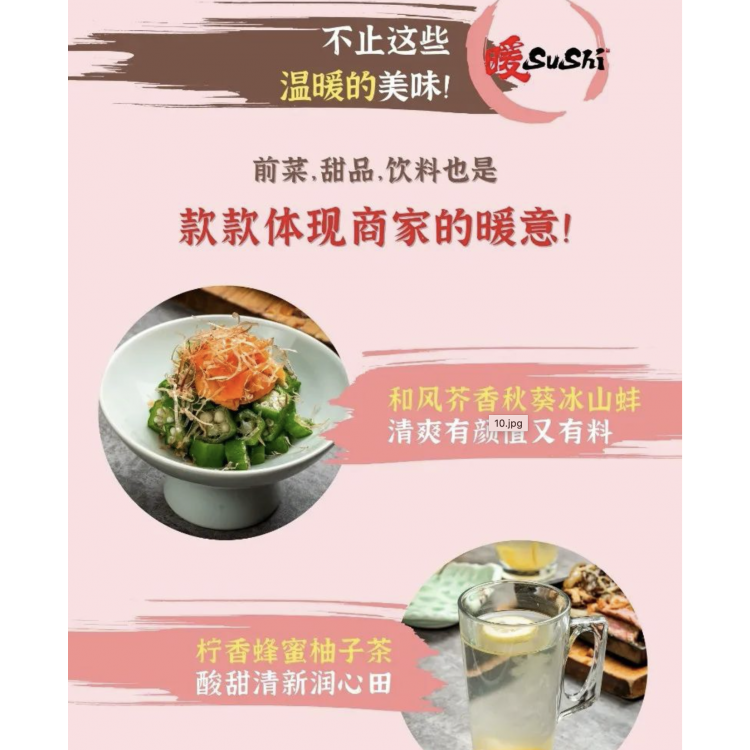 不止这些
温暖的美味!
暖SuShi
前菜,甜品,饮料也是
款款体现商家的暖意!
和风芥香秋葵冰山蚌
10.jpg
清爽有颜值又有料
柠香蜂蜜柚子茶
酸甜清新润心田